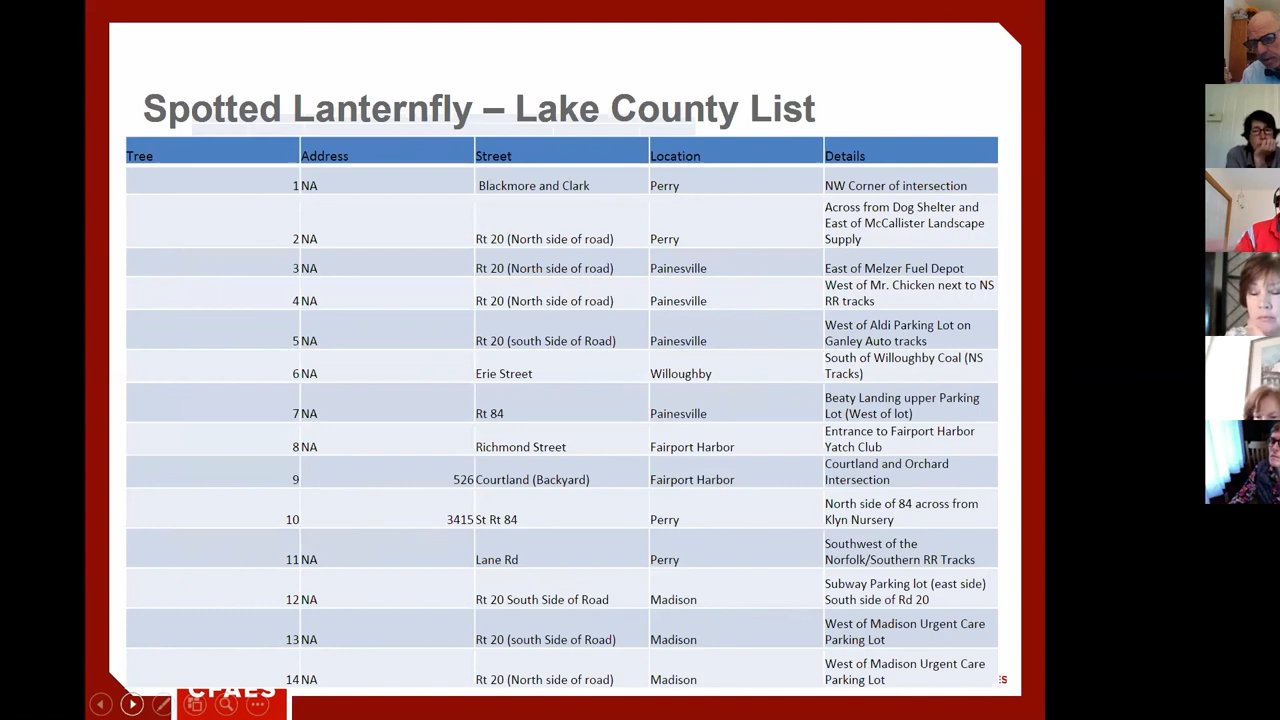 Spotted Lanternfly – Lake County List
Tree Address Street Location Details
1 NA Blackmore and Clark Perry NW Corner of intersection
Across from Dog Shelter and
East of McCallister Landscape
2 NA Rt 20 (North side of road) Perry Supply
3 NA Rt 20 (North side of road) Painesville East of Melzer Fuel Depot
West of Mr. Chicken next to NS
4 NA Rt 20 (North side of road) Painesville RR tracks
West of Aldi Parking Lot on
5 NA Rt 20 (south Side of Road) Painesville Ganley Auto tracks
South of Willoughby Coal (NS
6 NA Erie Street Willoughby Tracks)
Beaty Landing upper Parking
7 NA Rt 84 Painesville Lot (West of lot)
Entrance to Fairport Harbor
8 NA Richmond Street Fairport Harbor Yatch Club
Courtland and Orchard
9 526 Courtland (Backyard) Fairport Harbor Intersection
North side of 84 across from
10 3415 St Rt 84 Perry Klyn Nursery
Southwest of the
11 NA Lane Rd Perry Norfolk/Southern RR Tracks
Subway Parking lot (east side)
12 NA Rt 20 South Side of Road Madison South side of Rd 20
West of Madison Urgent Care
13 NA Rt 20 (south Side of Road) Madison Parking Lot
West of Madison Urgent Care
14 NA Rt 20 (North side of road) Madison Parking Lot
ES
CFAES